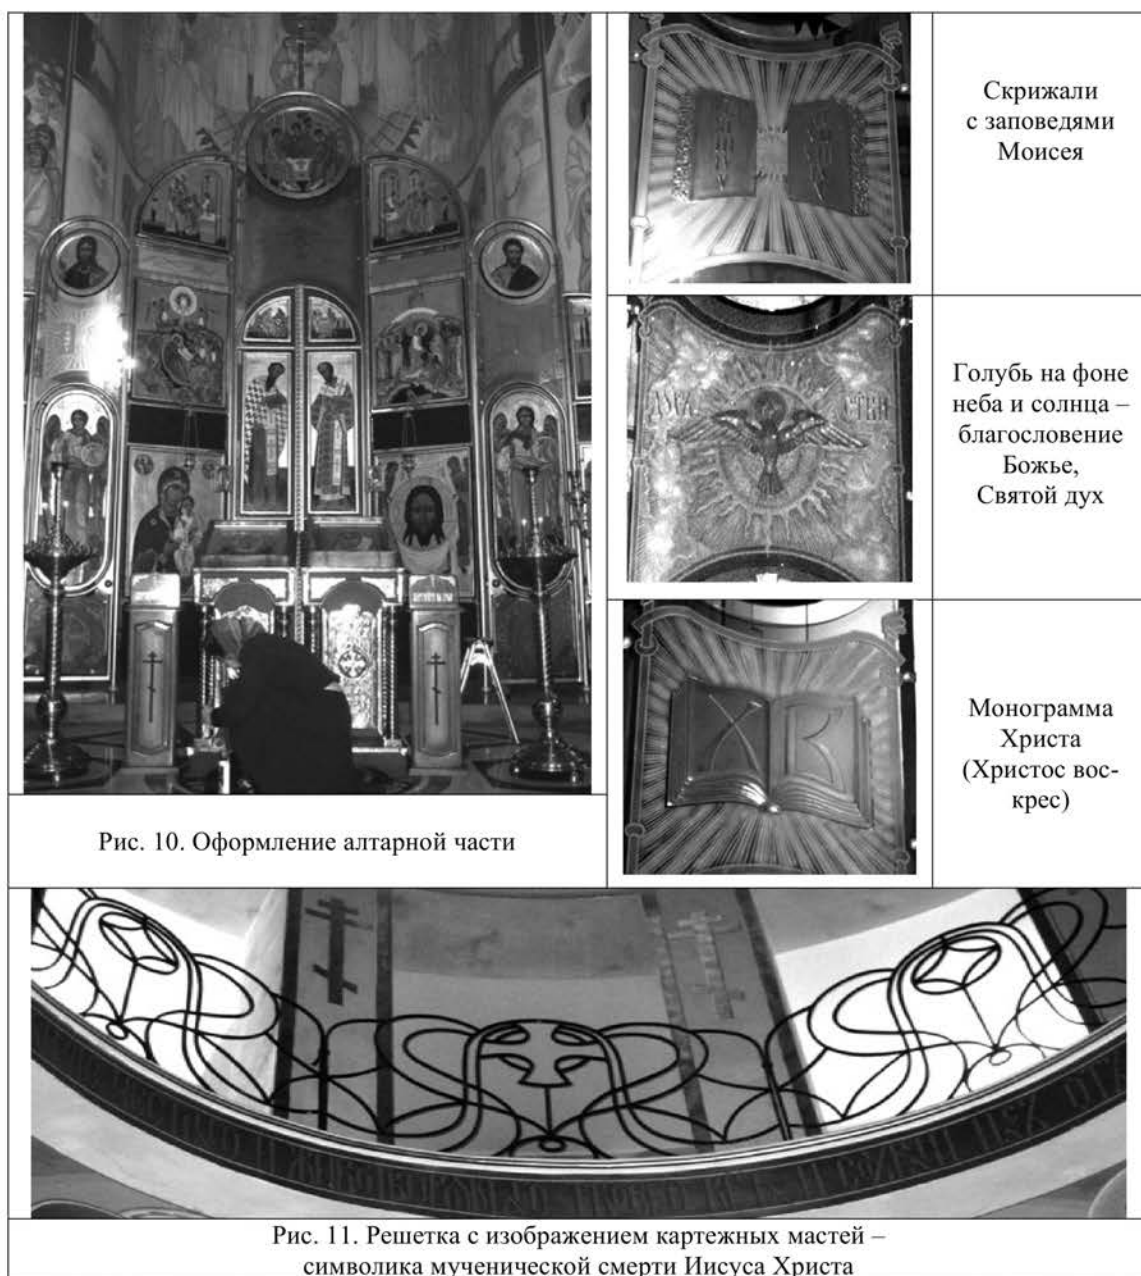 Скрижали
с заповедями
Моисея
Голубь на фоне
неба и солнца –
благословение
Божье,
Святой дух
Монограмма
Христа
(Христос вос-
крес)
Рис. 10. Оформление алтарной части
Х В
Рис. 11. Решетка с изображением картежных мастей –
символика мученической смерти Иисуса Христа